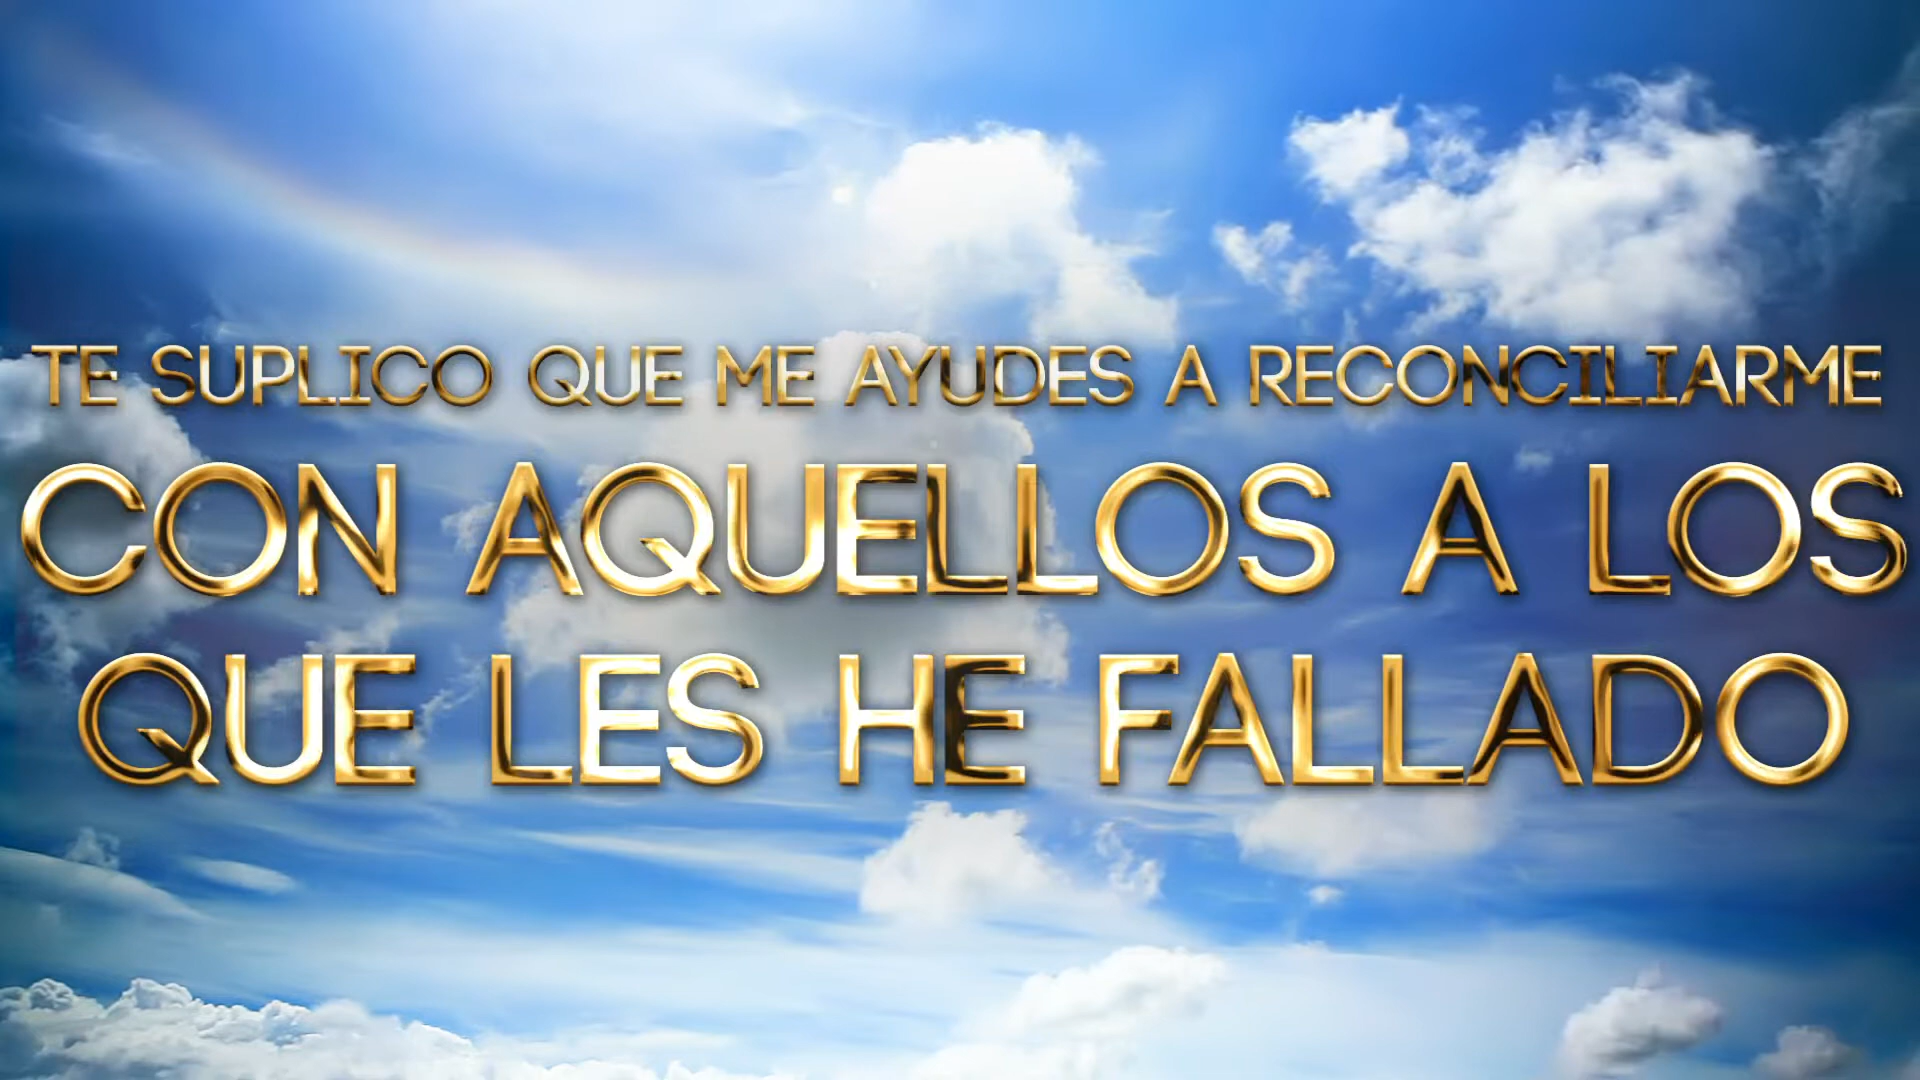 TE SUPLICO QUE ME AYUDES A RECONCILIARME
CON AQUELLOS A LOS
QUE LES HE FALLADO